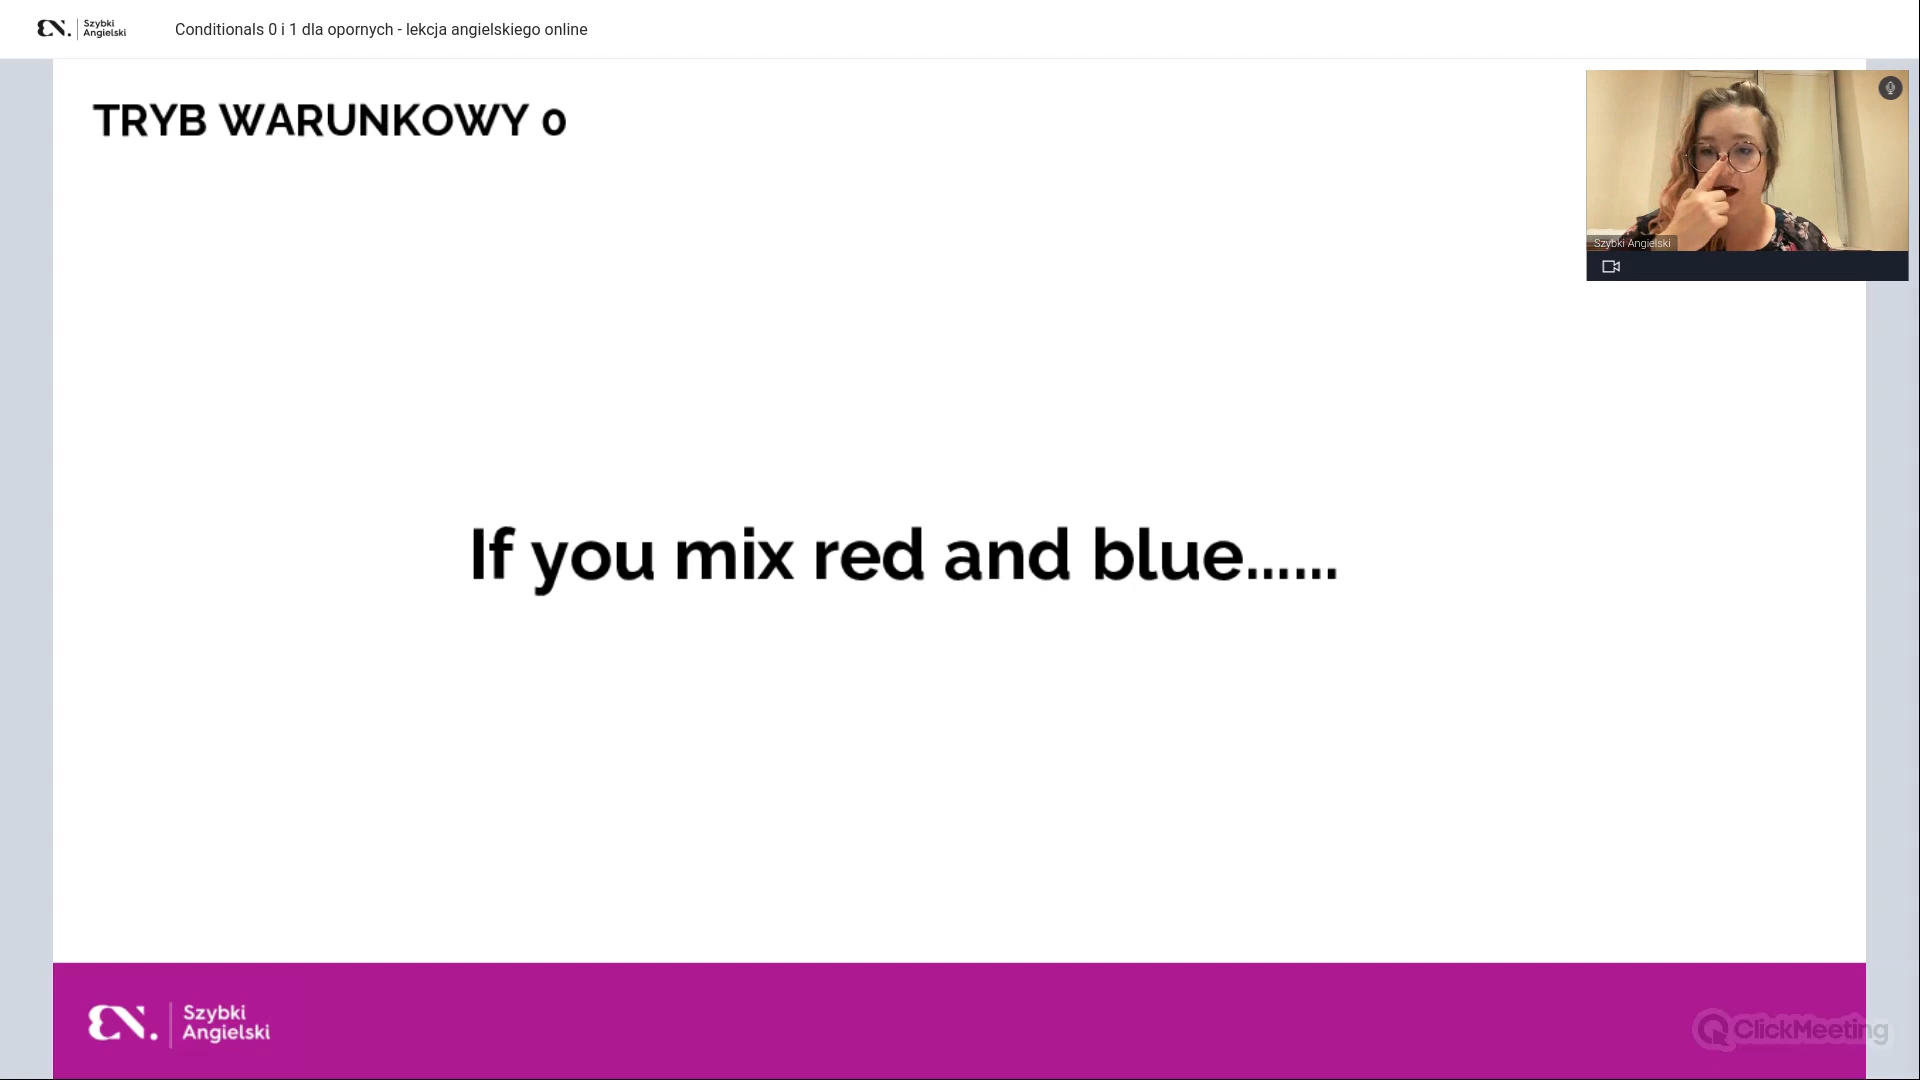 Szybki
Angielski
Conditionals 0 i 1 dla opornych - lekcja angielskiego online
TRYB WARUNKOWY 0
Szybki Angielski
If you mix red and blue......
Szybki
Angielski
ClickMeeting